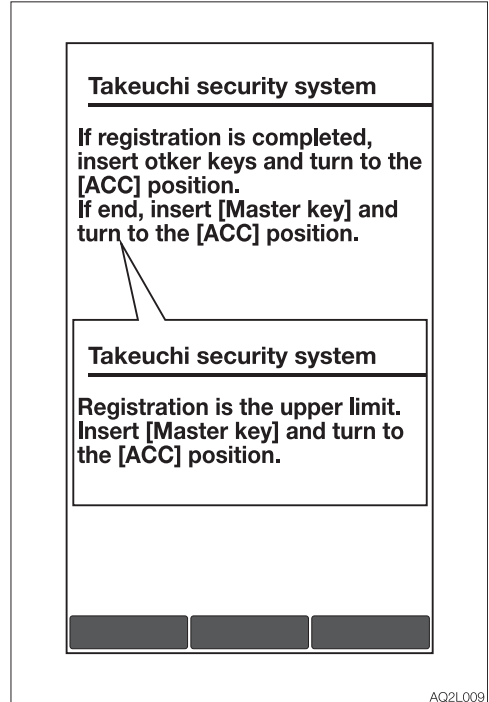 Takeuchi security system
If registration is completed,
insert otker keys and turn to the
[ACC] position.
If end, insert [Master key] and
turn to the [ACC] position.
Takeuchi security system
Registration is the upper limit.
Insert [Master key] and turn to
the [ACC] position.
AQ2L009